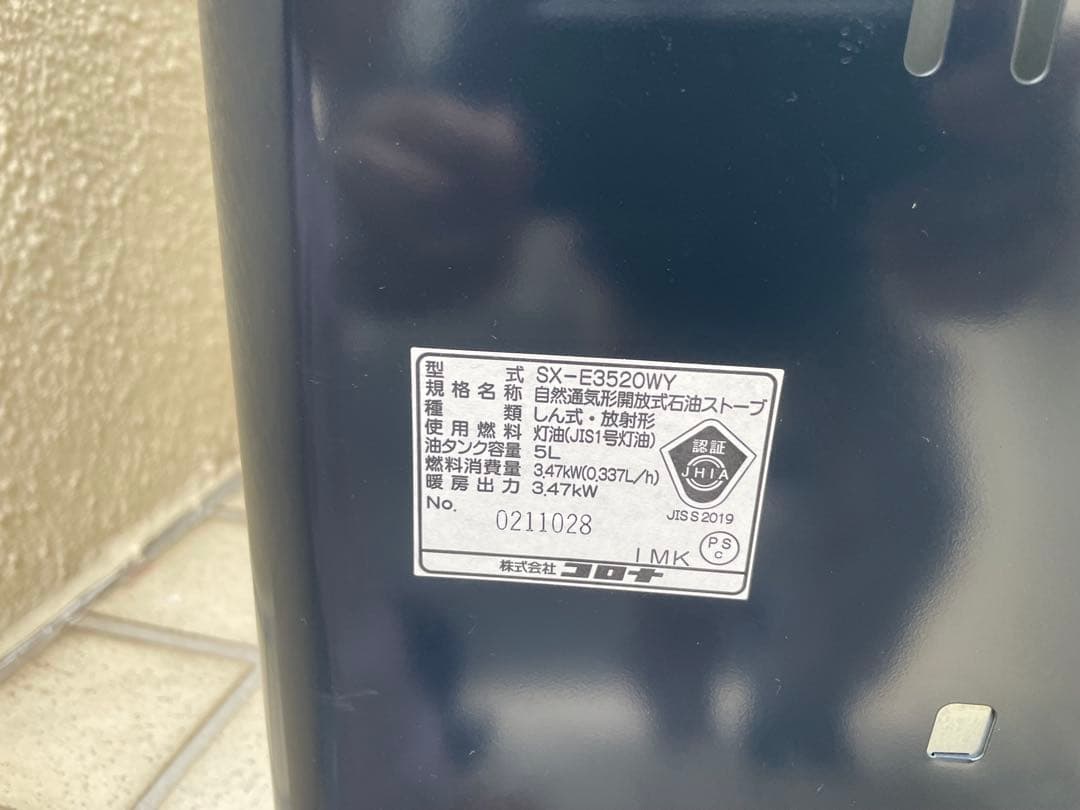 型式 SX-E3520WY
規格名称 自然通気形開放式石油ストーブ
種類 しん式・放射形
使用燃料 灯油(JIS1号灯油)
油タンク容量 5L
燃料消費量 3.47kW(0.337L/h)
暖房出力 3.47kW
No. 0211028
認証
JHIA
JIS S 2019
IMK
PS
C
株式会社 コロナ